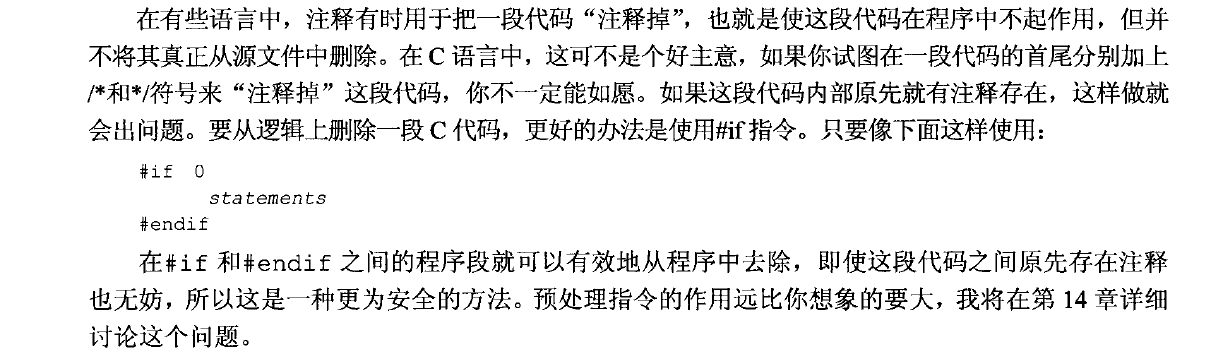 在有些语言中，注释有时用于把一段代码“注释掉”，也就是使这段代码在程序中不起作用，但并
不将其真正从源文件中删除。在 C 语言中，这可不是个好主意，如果你试图在一段代码的首尾分别加上
/*和*/符号来“注释掉”这段代码，你不一定能如愿。如果这段代码内部原先就有注释存在，这样做就
会出问题。要从逻辑上删除一段 C 代码，更好的办法是使用#if 指令。只要像下面这样使用：
#if 0
statements
#endif
在#if 和#endif 之间的程序段就可以有效地从程序中去除，即使这段代码之间原先存在注释
也无妨，所以这是一种更为安全的方法。预处理指令的作用远比你想象的要大，我将在第 14 章详细
讨论这个问题。